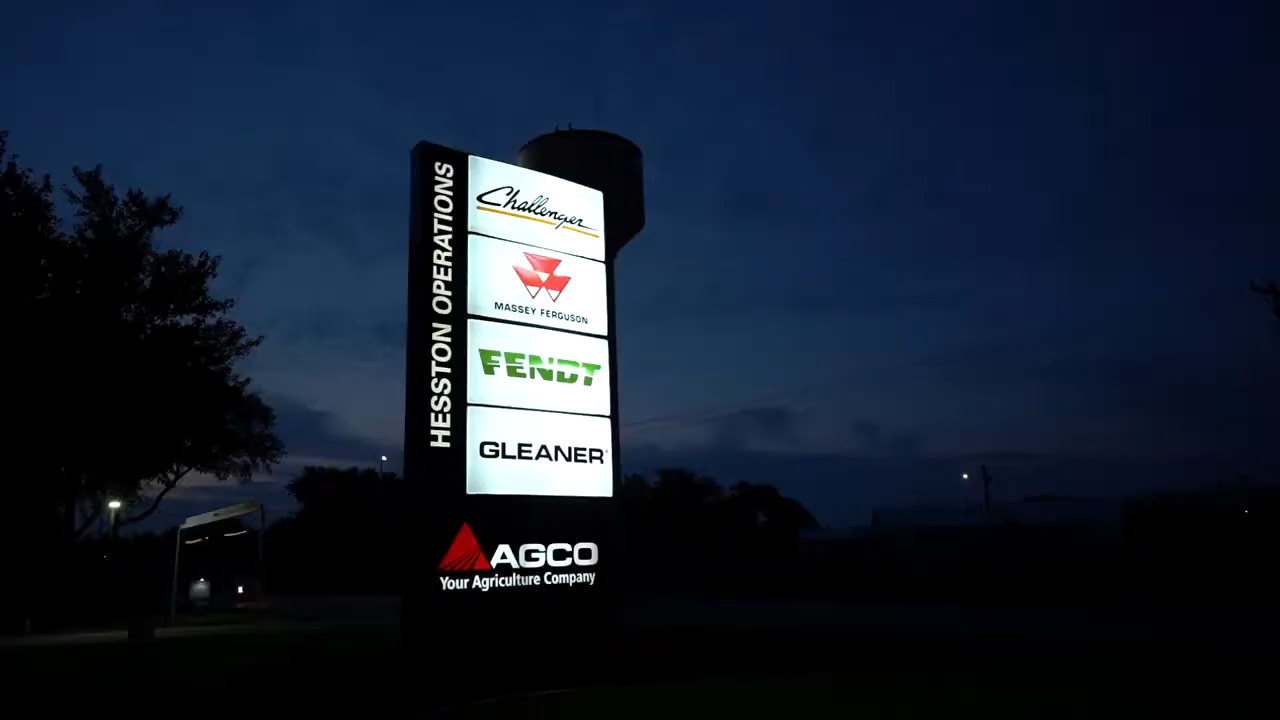 HESSTON OPERATIONS
Challenger
MASSEY FERGUSON
FENDT
GLEANER
AGCO
Your Agriculture Company